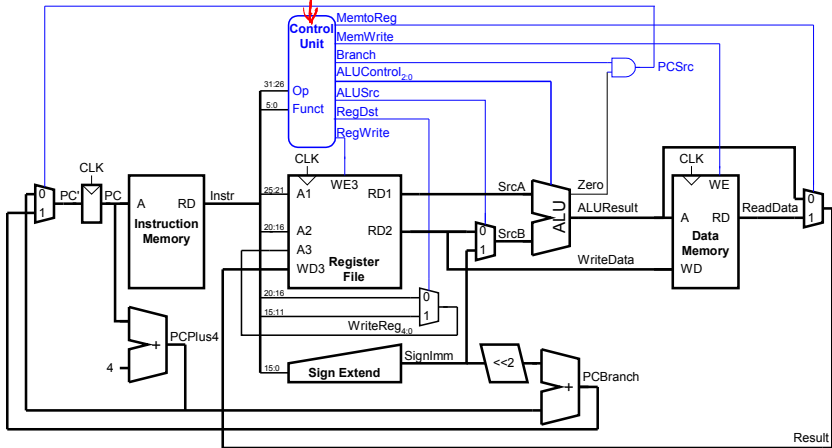 MemtoReg
Control
Unit
MemWrite
Branch
ALUControl2:0
PCSrc
31:26
Op
ALUSrc
5:0
Funct
RegDst
RegWrite
CLK
CLK
CLK
WE3
WE
0
1
PC'
PC
A
RD
Instr
25:21
A1
RD1
SrcA
Zero
Instruction
Memory
20:16
A2
RD2
0
1
SrcB
ALU
ALUResult
A
RD
ReadData
0
1
A3
WD3
Register
File
Data
Memory
WriteData
WD
20:16
0
15:11
1
WriteReg4:0
PCPlus4
+
4
SignImm
<<2
15:0
Sign Extend
+
PCBranch
Result